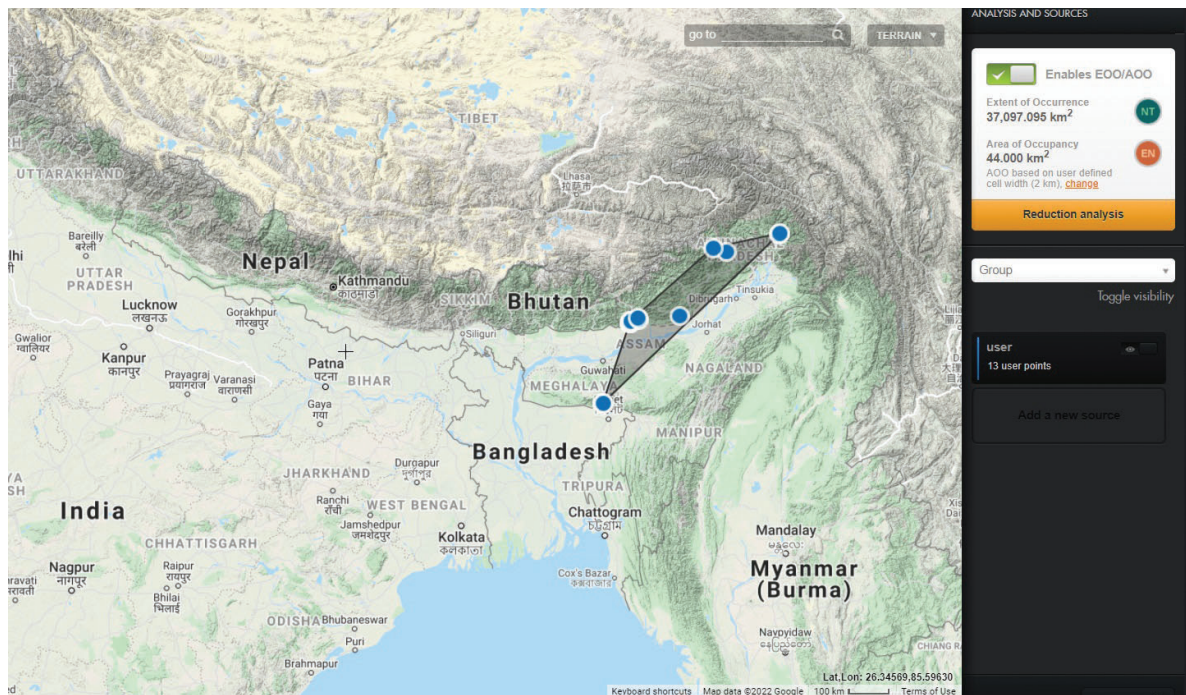 go to
TERRAIN
TIBET
Lhasa
拉萨市
UTTARAKHAND
Bareilly
बरेली
lhi
UTTAR
PRADESH
Nepal
Kathmandu
काठमाडौं
SIKKIM
Bhutan
Dibrugarh
Tinsukia
Lucknow
लखनऊ
Gorakhpur
गोरखपुर
Siliguri
ASSAM
Jorhat
Gwalior
ग्वालियर
Kanpur
कानपुर
Patna
पटना
BIHAR
Guwahati
NAGALAND
Prayagraj
प्रयागराज
Varanasi
वाराणसी
MEGHALAYA
Gaya
गया
Bangladesh
MANIPUR
JHARKHAND
Durgapur
TRIPURA
Ranchi
राँची
WEST BENGAL
Chattogram
India
Jamshedpur
जमशेदपुर
Kolkata
Mandalay
CHHATTISGARH
Nagpur
नागपुर
Raipur
रायपुर
Cox's Bazar
Myanmar
(Burma)
Bhilai
भिलाई
ODISHA
Bhubaneswar
Puri
Naypyidaw
CHIANG RA
Brahmapur
Lat,Lon: 26.34569,85.59630
Keyboard shortcuts Map data ©2022 Google 100 km Terms of Use
ANALYSIS AND SOURCES
Enables EOO/AOO
Extent of Occurrence
37,097.095 km²
NT
Area of Occupancy
44.000 km²
EN
AOO based on user defined
cell width (2 km), change
Reduction analysis
Group
Toggle visibility
user
13 user points
Add a new source